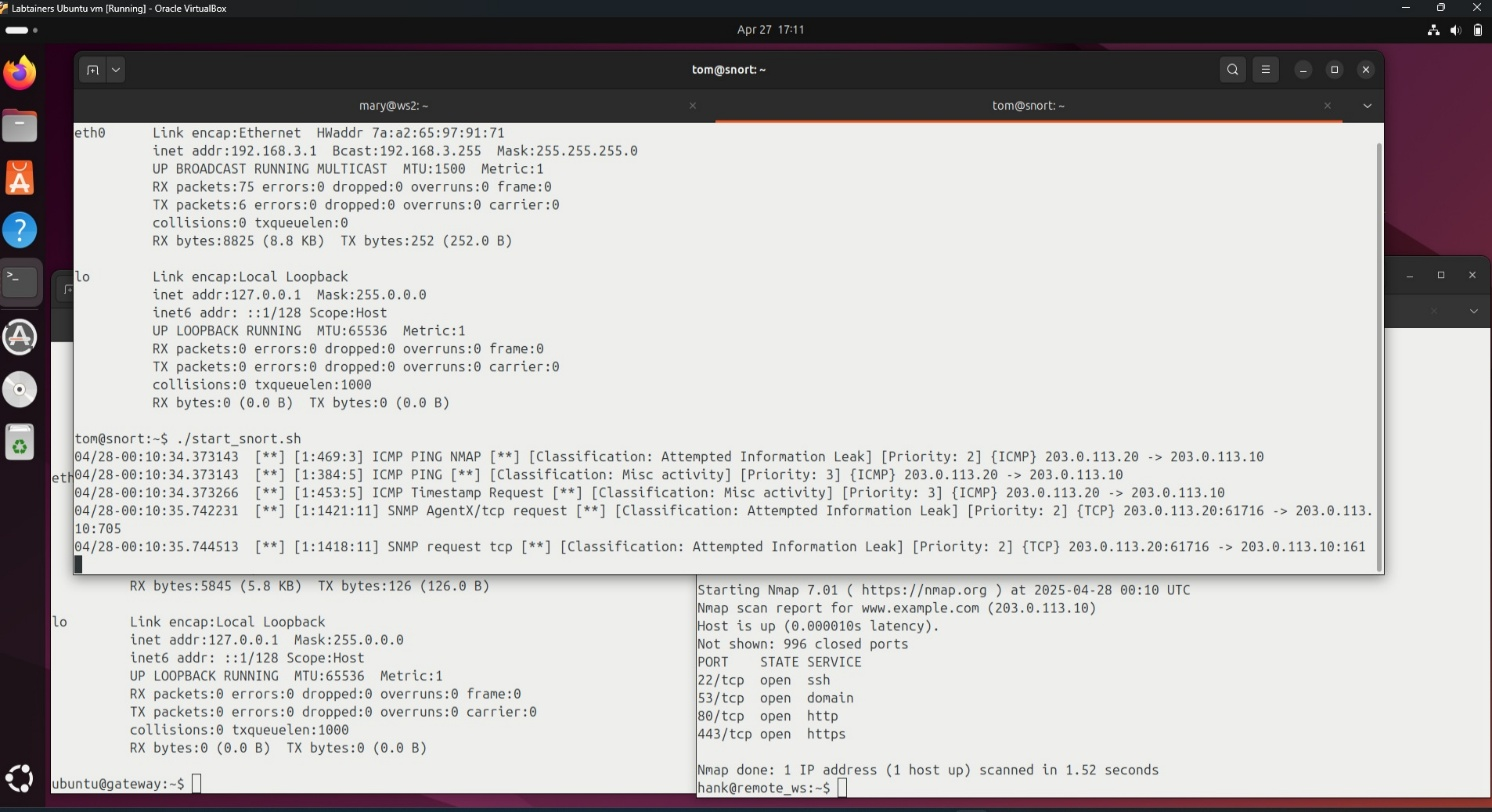 Labtainers Ubuntu vm [Running] - Oracle VirtualBox
Apr 27 17:11
tom@snort: ~
mary@ws2: ~
tom@snort: ~
eth0 Link encap:Ethernet HWaddr 7a:a2:65:97:91:71
inet addr:192.168.3.1 Bcast:192.168.3.255 Mask:255.255.255.0
UP BROADCAST RUNNING MULTICAST MTU:1500 Metric:1
RX packets:75 errors:0 dropped:0 overruns:0 frame:0
TX packets:6 errors:0 dropped:0 overruns:0 carrier:0
collisions:0 txqueuelen:0
RX bytes:8825 (8.8 KB) TX bytes:252 (252.0 B)
lo Link encap:Local Loopback
inet addr:127.0.0.1 Mask:255.0.0.0
inet6 addr: ::1/128 Scope:Host
UP LOOPBACK RUNNING MTU:65536 Metric:1
RX packets:0 errors:0 dropped:0 overruns:0 frame:0
TX packets:0 errors:0 dropped:0 overruns:0 carrier:0
collisions:0 txqueuelen:1000
RX bytes:0 (0.0 B) TX bytes:0 (0.0 B)
tom@snort:~$ ./start_snort.sh
04/28-00:10:34.373143 [**] [1:469:3] ICMP PING NMAP [**] [Classification: Attempted Information Leak] [Priority: 2] {ICMP} 203.0.113.20 -> 203.0.113.10
04/28-00:10:34.373143 [**] [1:384:5] ICMP PING [**] [Classification: Misc activity] [Priority: 3] {ICMP} 203.0.113.20 -> 203.0.113.10
04/28-00:10:34.373266 [**] [1:453:5] ICMP Timestamp Request [**] [Classification: Misc activity] [Priority: 3] {ICMP} 203.0.113.20 -> 203.0.113.10
04/28-00:10:35.742231 [**] [1:1421:11] SNMP AgentX/tcp request [**] [Classification: Attempted Information Leak] [Priority: 2] {TCP} 203.0.113.20:61716 -> 203.0.113.
10:705
04/28-00:10:35.744513 [**] [1:1418:11] SNMP request tcp [**] [Classification: Attempted Information Leak] [Priority: 2] {TCP} 203.0.113.20:61716 -> 203.0.113.10:161
eth
RX bytes:5845 (5.8 KB) TX bytes:126 (126.0 B)
lo Link encap:Local Loopback
inet addr:127.0.0.1 Mask:255.0.0.0
inet6 addr: ::1/128 Scope:Host
UP LOOPBACK RUNNING MTU:65536 Metric:1
RX packets:0 errors:0 dropped:0 overruns:0 frame:0
TX packets:0 errors:0 dropped:0 overruns:0 carrier:0
collisions:0 txqueuelen:1000
RX bytes:0 (0.0 B) TX bytes:0 (0.0 B)
ubuntu@gateway:~$
Starting Nmap 7.01 ( https://nmap.org ) at 2025-04-28 00:10 UTC
Nmap scan report for www.example.com (203.0.113.10)
Host is up (0.000010s latency).
Not shown: 996 closed ports
PORT STATE SERVICE
22/tcp open ssh
53/tcp open domain
80/tcp open http
443/tcp open https
Nmap done: 1 IP address (1 host up) scanned in 1.52 seconds
hank@remote_ws:~$